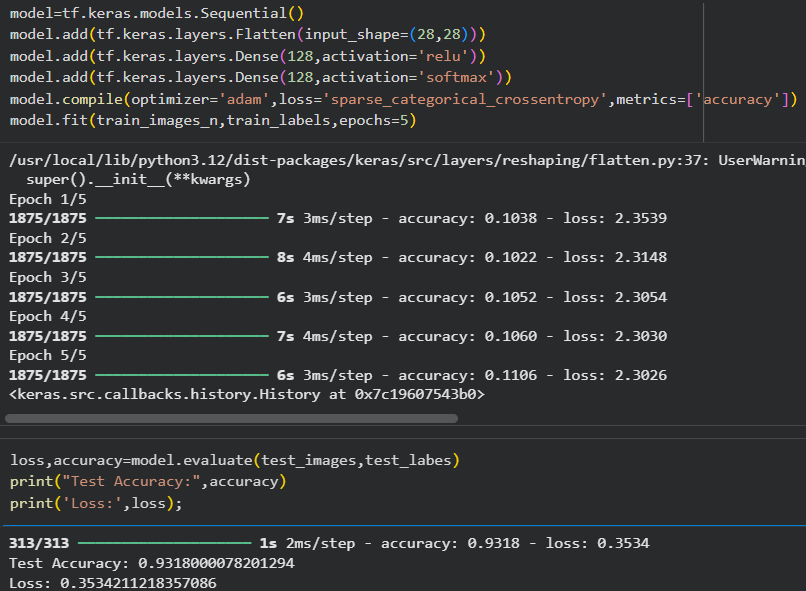 model=tf.keras.models.Sequential()
model.add(tf.keras.layers.Flatten(input_shape=(28,28)))
model.add(tf.keras.layers.Dense(128,activation='relu'))
model.add(tf.keras.layers.Dense(128,activation='softmax'))
model.compile(optimizer='adam',loss='sparse_categorical_crossentropy',metrics=['accuracy'])
model.fit(train_images_n,train_labels,epochs=5)
/usr/local/lib/python3.12/dist-packages/keras/src/layers/reshaping/flatten.py:37: UserWarnin
  super().__init__(**kwargs)
Epoch 1/5
1875/1875 ━━━━━━━━━━━━━━━━━━━━ 7s 3ms/step - accuracy: 0.1038 - loss: 2.3539
Epoch 2/5
1875/1875 ━━━━━━━━━━━━━━━━━━━━ 8s 4ms/step - accuracy: 0.1022 - loss: 2.3148
Epoch 3/5
1875/1875 ━━━━━━━━━━━━━━━━━━━━ 6s 3ms/step - accuracy: 0.1052 - loss: 2.3054
Epoch 4/5
1875/1875 ━━━━━━━━━━━━━━━━━━━━ 7s 4ms/step - accuracy: 0.1060 - loss: 2.3030
Epoch 5/5
1875/1875 ━━━━━━━━━━━━━━━━━━━━ 6s 3ms/step - accuracy: 0.1106 - loss: 2.3026
<keras.src.callbacks.history.History at 0x7c19607543b0>
loss,accuracy=model.evaluate(test_images,test_labes)
print("Test Accuracy:",accuracy)
print('Loss:',loss);
313/313 ━━━━━━━━━━━━━━━━━━━━ 1s 2ms/step - accuracy: 0.9318 - loss: 0.3534
Test Accuracy: 0.9318000078201294
Loss: 0.3534211218357086